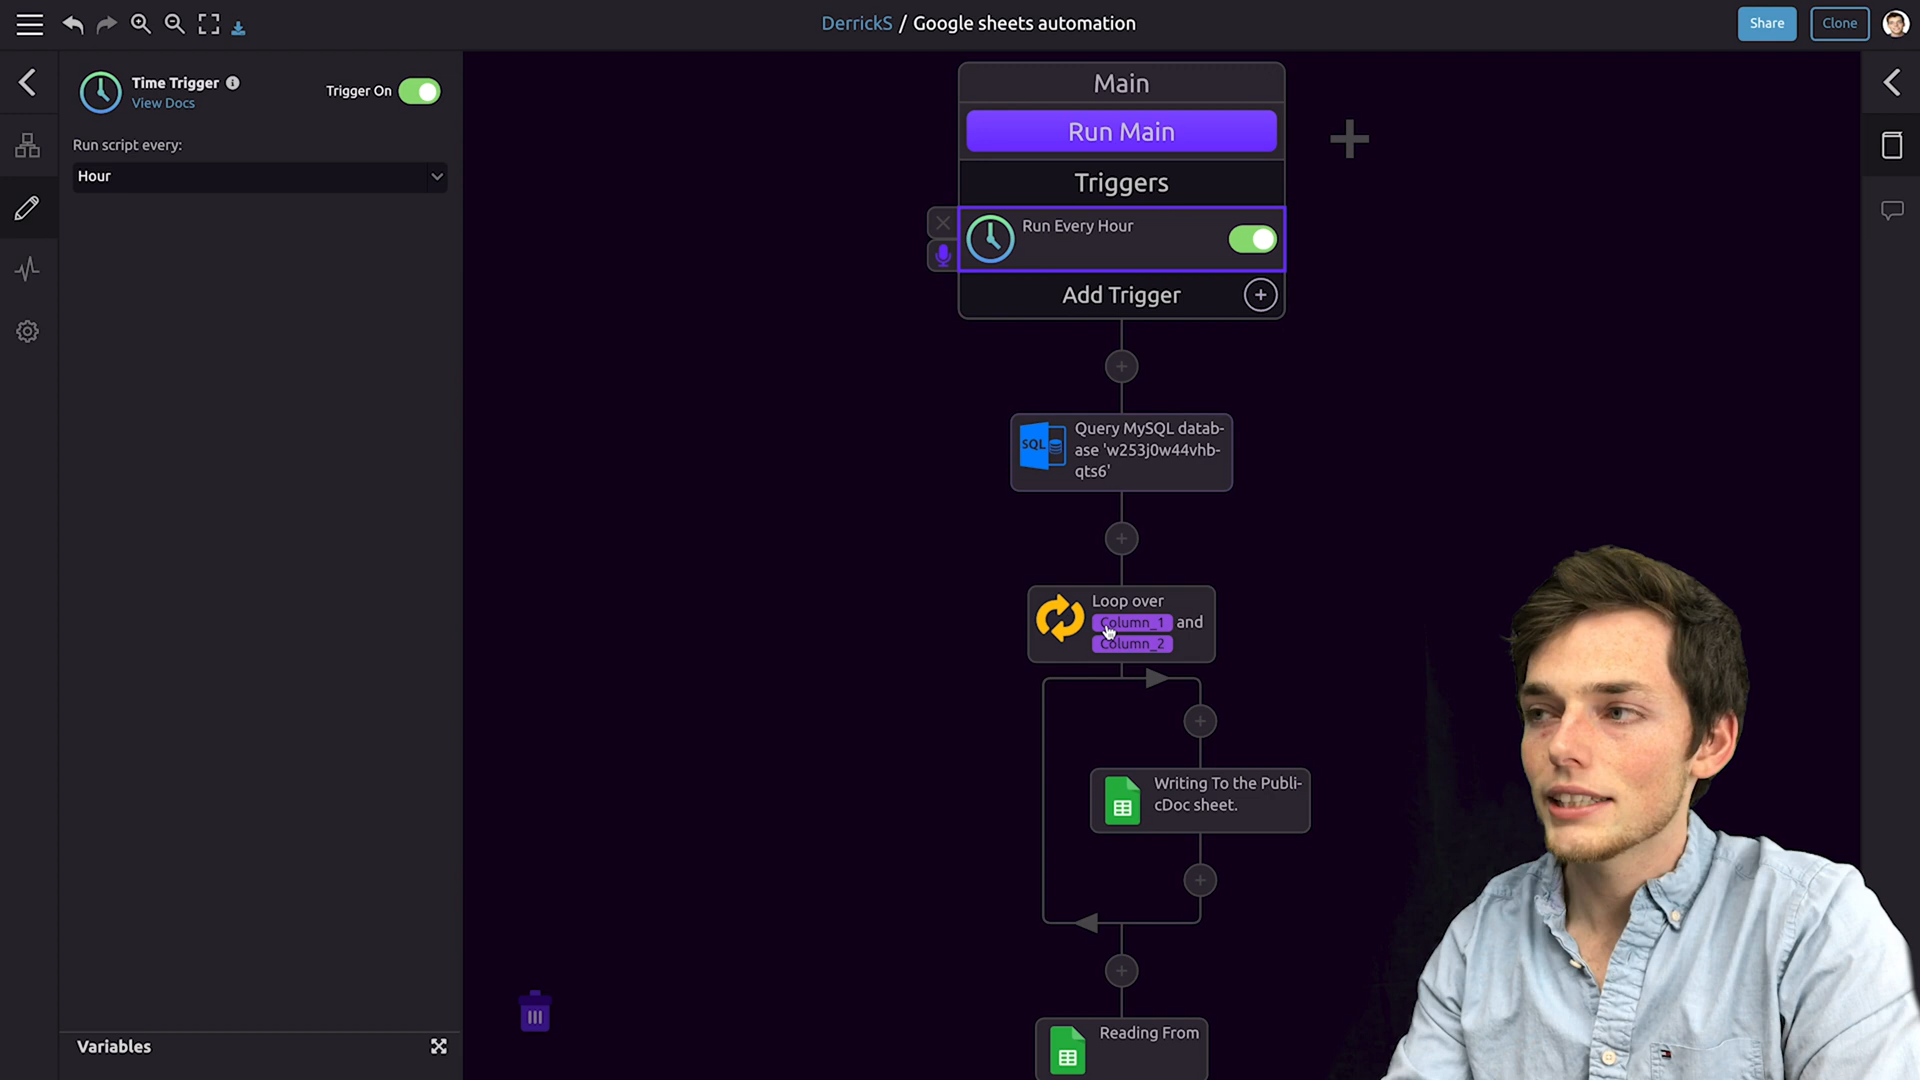 DerrickS / Google sheets automation
Share
Clone
Time Trigger
View Docs
Trigger On
Run script every:
Hour
Main
Run Main
Triggers
Run Every Hour
Add Trigger
SQL
Query MySQL datab-
ase 'w253j0w44vhb-
qts6'
Loop over
Column_1 and
Column_2
Writing To the Publi-
cDoc sheet.
Reading From
Variables